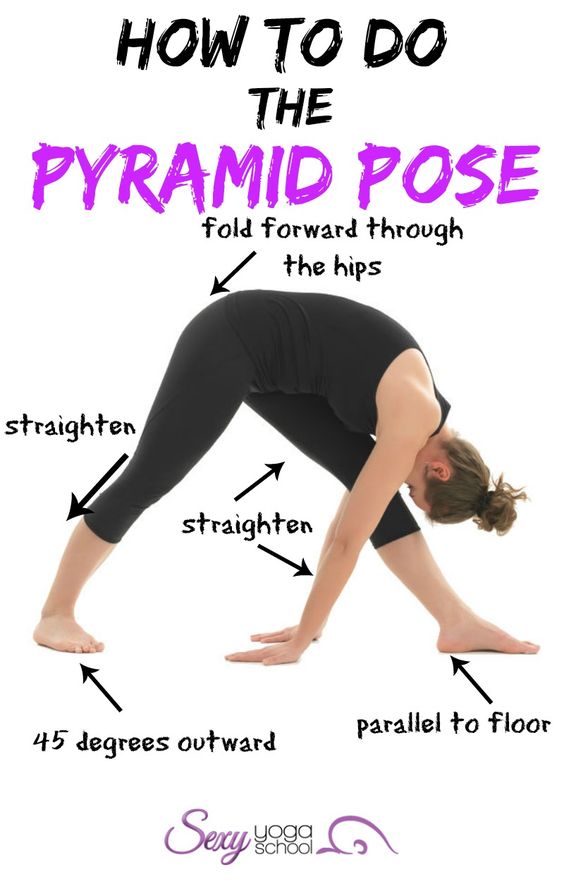 HOW TO DO
THE
PYRAMID POSE
fold forward through
the hips
straighten
straighten
45 degrees outward
parallel to floor
Sexy yoga
school